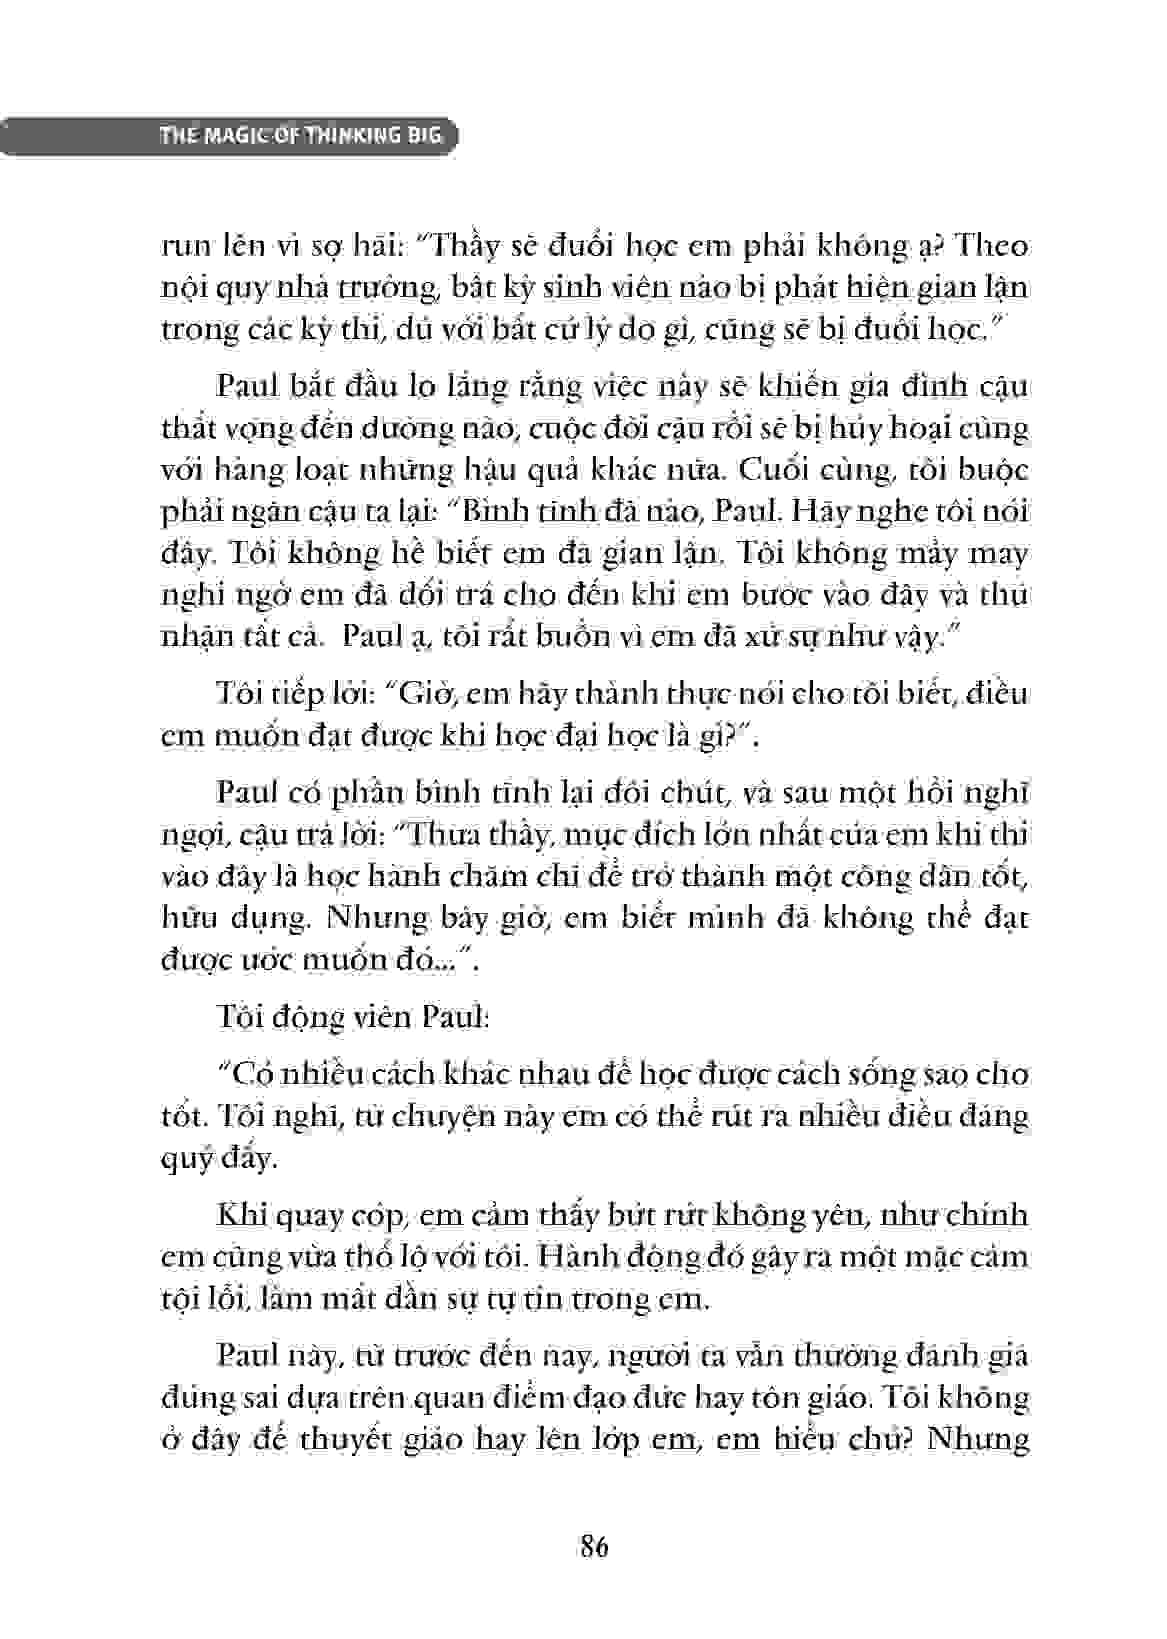 THE MAGIC OF THINKING BIG
run lên vì sợ hãi: “Thầy sẽ đuổi học em phải không ạ? Theo
nội quy nhà trường, bất kỳ sinh viên nào bị phát hiện gian lận
trong các kỳ thi, dù với bất cứ lý do gì, cũng sẽ bị đuổi học.”
Paul bắt đầu lo lắng rằng việc này sẽ khiến gia đình cậu
thất vọng đến dường nào, cuộc đời cậu rồi sẽ bị hủy hoại cùng
với hàng loạt những hậu quả khác nữa. Cuối cùng, tôi buộc
phải ngăn cậu ta lại: “Bình tĩnh đã nào, Paul. Hãy nghe tôi nói
đây. Tôi không hề biết em đã gian lận. Tôi không mảy may
nghi ngờ em đã dối trá cho đến khi em bước vào đây và thú
nhận tất cả.  Paul ạ, tôi rất buồn vì em đã xử sự như vậy.”
Tôi tiếp lời: “Giờ, em hãy thành thực nói cho tôi biết, điều
em muốn đạt được khi học đại học là gì?”.
Paul có phần bình tĩnh lại đôi chút, và sau một hồi nghĩ
ngợi, cậu trả lời: “Thưa thầy, mục đích lớn nhất của em khi thi
vào đây là học hành chăm chỉ để trở thành một công dân tốt,
hữu dụng. Nhưng bây giờ, em biết mình đã không thể đạt
được ước muốn đó...”.
Tôi động viên Paul:
“Có nhiều cách khác nhau để học được cách sống sao cho
tốt. Tôi nghĩ, từ chuyện này em có thể rút ra nhiều điều đáng
quý đấy.
Khi quay cóp, em cảm thấy bứt rứt không yên, như chính
em cũng vừa thổ lộ với tôi. Hành động đó gây ra một mặc cảm
tội lỗi, làm mất dần sự tự tin trong em.
Paul này, từ trước đến nay, người ta vẫn thường đánh giá
đúng sai dựa trên quan điểm đạo đức hay tôn giáo. Tôi không
ở đây để thuyết giáo hay lên lớp em, em hiểu chứ? Nhưng
86